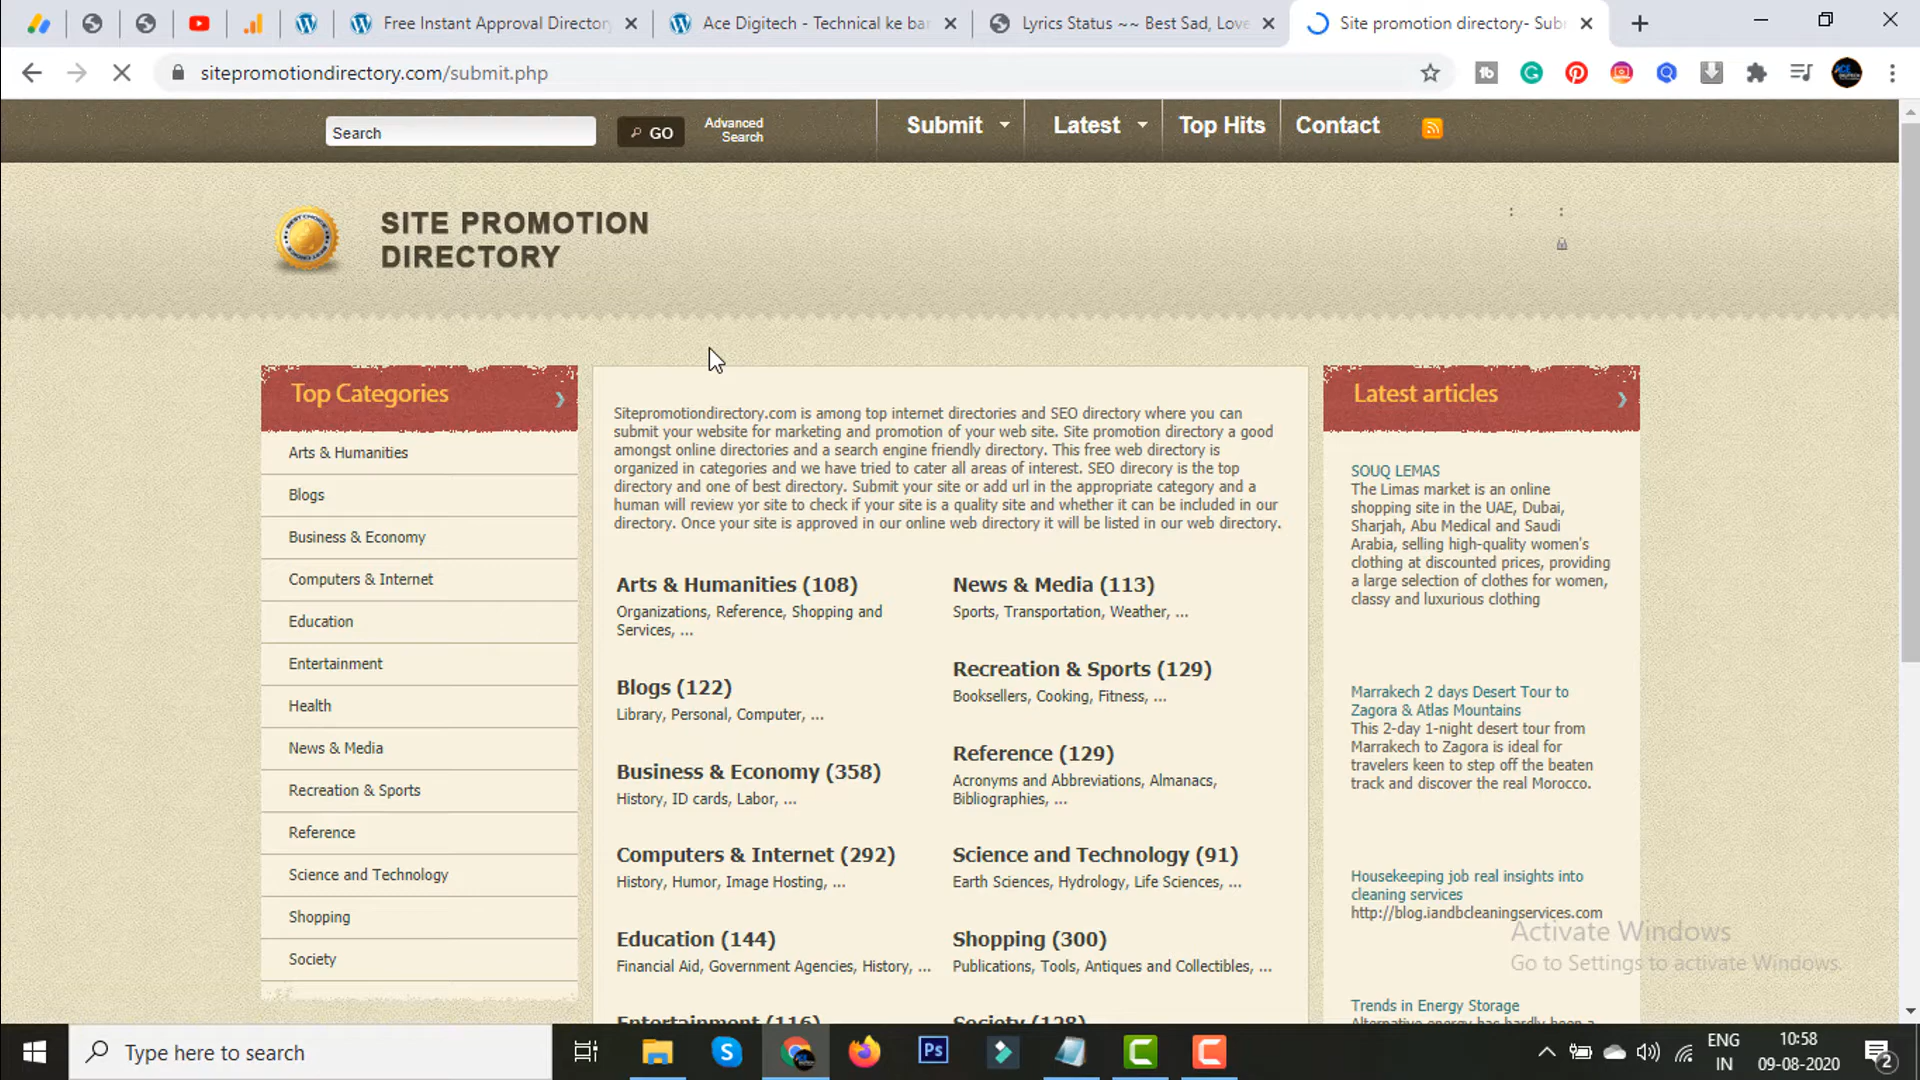 Free Instant Approval Directory
Ace Digitech - Technical ke bar
Lyrics Status ~~ Best Sad, Love
Site promotion directory- Sub
sitepromotiondirectory.com/submit.php
Search
GO
Advanced
Search
Submit
Latest
Top Hits
Contact
SITE PROMOTION
DIRECTORY
Top Categories
Arts & Humanities
Blogs
Business & Economy
Computers & Internet
Education
Entertainment
Health
News & Media
Recreation & Sports
Reference
Science and Technology
Shopping
Society
Sitepromotiondirectory.com is among top internet directories and SEO directory where you can
submit your website for marketing and promotion of your web site. Site promotion directory a good
amongst online directories and a search engine friendly directory. This free web directory is
organized in categories and we have tried to cater all areas of interest. SEO direcory is the top
directory and one of best directory. Submit your site or add url in the appropriate category and a
human will review yor site to check if your site is a quality site and whether it can be included in our
directory. Once your site is approved in our online web directory it will be listed in our web directory.
Arts & Humanities (108)
Organizations, Reference, Shopping and
Services, ...
Blogs (122)
Library, Personal, Computer, ...
Business & Economy (358)
History, ID cards, Labor, ...
Computers & Internet (292)
History, Humor, Image Hosting, ...
Education (144)
Financial Aid, Government Agencies, History, ...
Entertainment (116)
News & Media (113)
Sports, Transportation, Weather, ...
Recreation & Sports (129)
Booksellers, Cooking, Fitness, ...
Reference (129)
Acronyms and Abbreviations, Almanacs,
Bibliographies, ...
Science and Technology (91)
Earth Sciences, Hydrology, Life Sciences, ...
Shopping (300)
Publications, Tools, Antiques and Collectibles, ...
Society (128)
Latest articles
SOUQ LEMAS
The Limas market is an online
shopping site in the UAE, Dubai,
Sharjah, Abu Medical and Saudi
Arabia, selling high-quality women's
clothing at discounted prices, providing
a large selection of clothes for women,
classy and luxurious clothing
Marrakech 2 days Desert Tour to
Zagora & Atlas Mountains
This 2-day 1-night desert tour from
Marrakech to Zagora is ideal for
travelers keen to step off the beaten
track and discover the real Morocco.
Housekeeping job real insights into
cleaning services
http://blog.iandbcleaningservices.com
Trends in Energy Storage
Alternative energy has hardly been a
Activate Windows
Go to Settings to activate Windows.
Type here to search
Ps
ENG
IN
10:58
09-08-2020
2